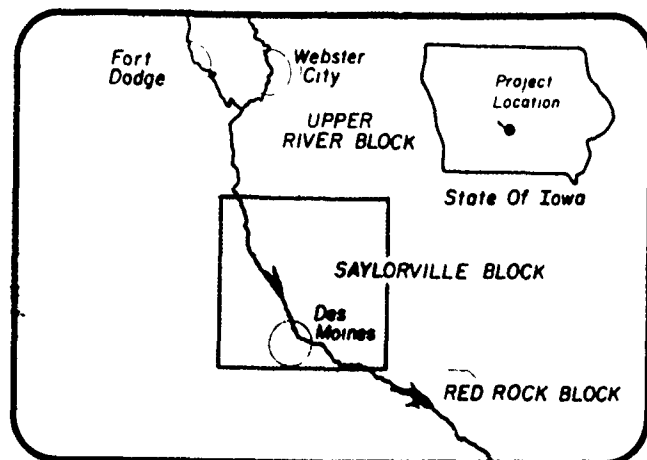 Fort
Dodge
Webster
City
UPPER
RIVER BLOCK
Project
Location
State Of Iowa
SAYLORVILLE BLOCK
Des
Moines
RED ROCK BLOCK